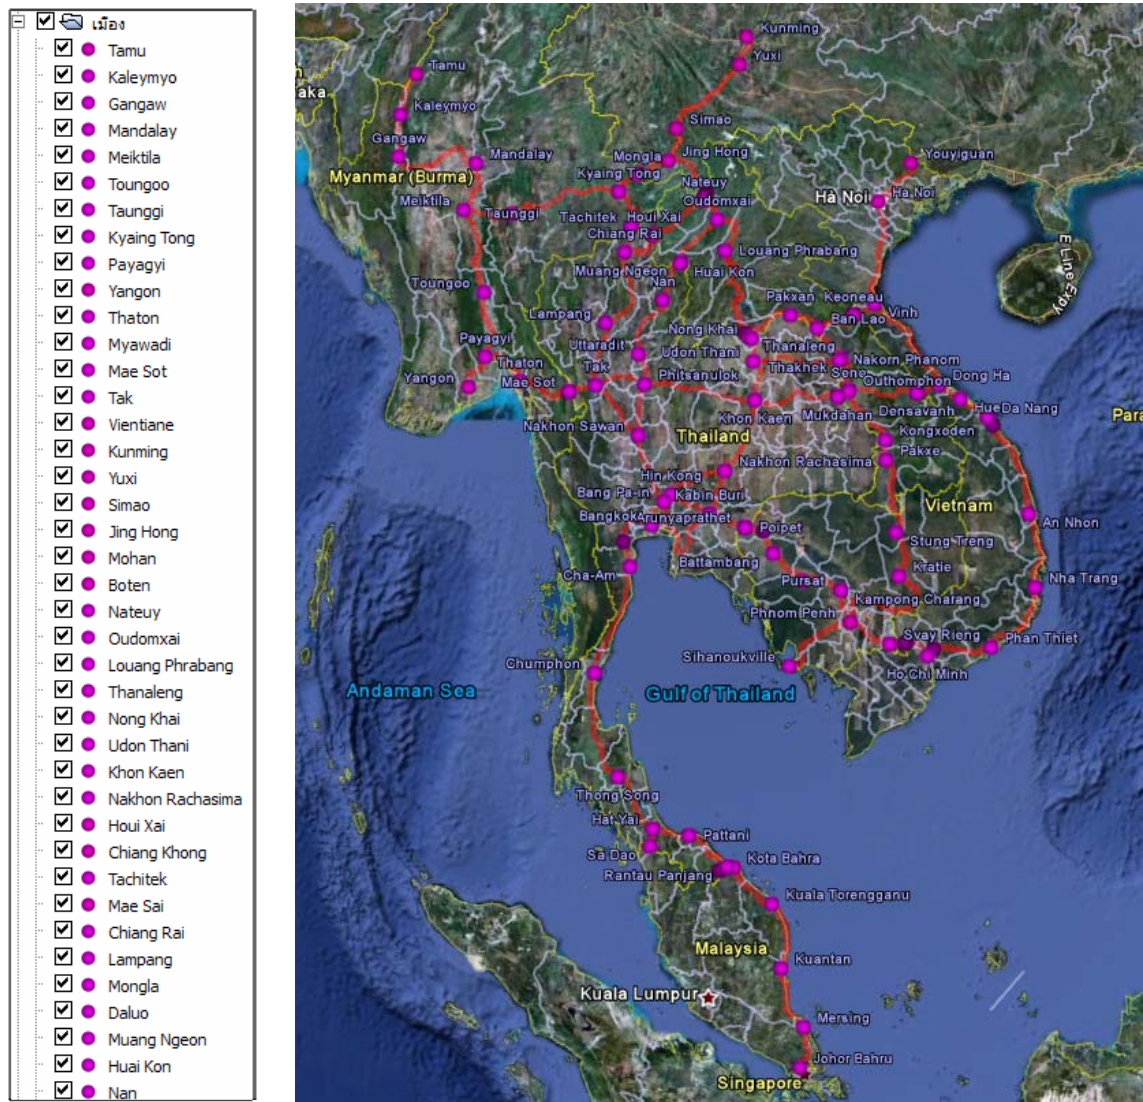 เมือง
Tamu
Kaleymyo
Gangaw
Mandalay
Meiktila
Toungoo
Taunggi
Kyaing Tong
Payagyi
Yangon
Thaton
Myawadi
Mae Sot
Tak
Vientiane
Kunming
Yuxi
Simao
Jing Hong
Mohan
Boten
Nateuy
Oudomxai
Louang Phrabang
Thanaleng
Nong Khai
Udon Thani
Khon Kaen
Nakhon Rachasima
Houi Xai
Chiang Khong
Tachitek
Mae Sai
Chiang Rai
Lampang
Mongla
Daluo
Muang Ngeon
Huai Kon
Nan
Kunming
Yuxi
Tamu
aka
Kaleymyo
Simao
Gangaw
Mandalay
Mongla
Jing Hong
Youyiguan
Myanmar (Burma)
Kyaing Tong
Nateuy
Hà Noi
Ha Noi
Meiktila
Taunggi
Oudomxai
Tachitek
Houi Xai
Chiang Rai
E Line Expy
Louang Phrabang
Muang Ngeon
Huai Kon
Toungoo
Nan
Pakxan
Keoneau
Lampang
Ban Lao
Vinh
Nong Khai
Payagyi
Uttaradit
Thanaleng
Thaton
Udon Thani
Nakorn Phanom
Yangon
Mae Sot
Tak
Phitsanulok
Thakhek
Seno
Outhomphon
Dong Ha
Khon Kaen
Mukdahan
Densavanh
Hue
Da Nang
Para
Nakhon Sawan
Thailand
Kongxoden
Pakxe
Hin Kong
Nakhon Rachasima
Bang Pa-in
Kabin Buri
Vietnam
Bangkok
Arunyaprathet
Poipet
An Nhon
Stung Treng
Cha-Am
Battambang
Kratie
Pursat
Nha Trang
Kampong Charang
Phnom Penh
Svay Rieng
Phan Thiet
Chumphon
Sihanoukville
Ho Chi Minh
Andaman Sea
Gulf of Thailand
Thong Song
Hat Yai
Pattani
Sa Dao
Kota Bahra
Rantau Panjang
Kuala Torengganu
Malaysia
Kuantan
Kuala Lumpur
Mersing
Johor Bahru
Singapore